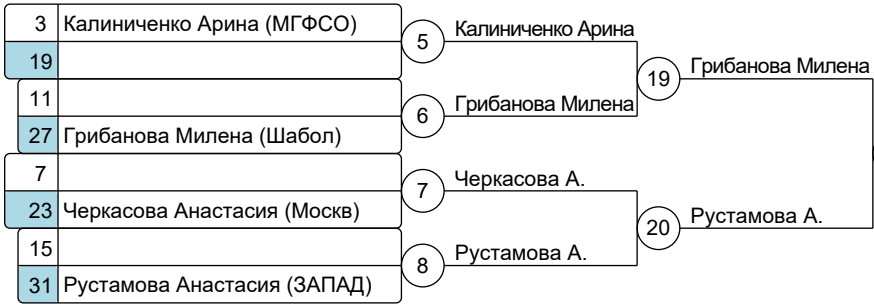 3 Калиниченко Арина (МГФСО)
5 Калиниченко Арина
19
19 Грибанова Милена
11
6 Грибанова Милена
27 Грибанова Милена (Шабол)
7
7 Черкасова А.
23 Черкасова Анастасия (Москв)
20 Рустамова А.
15
8 Рустамова А.
31 Рустамова Анастасия (ЗАПАД)